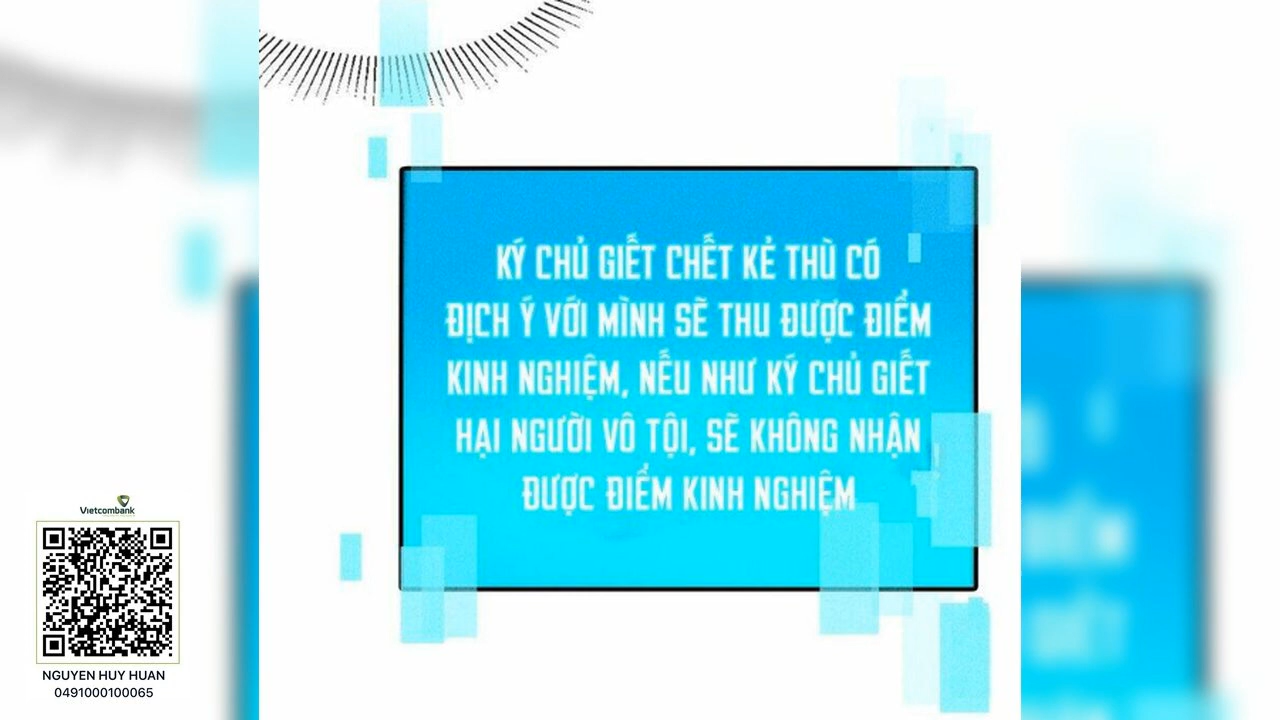 KÝ CHỦ GIẾT CHẾT KẺ THÙ CÓ
ĐỊCH Ý VỚI MÌNH SẼ THU ĐƯỢC ĐIỂM
KINH NGHIỆM, NẾU NHƯ KÝ CHỦ GIẾT
HẠI NGƯỜI VÔ TỘI, SẼ KHÔNG NHẬN
ĐƯỢC ĐIỂM KINH NGHIỆM
Vietcombank
NGUYEN HUY HUAN
0491000100065